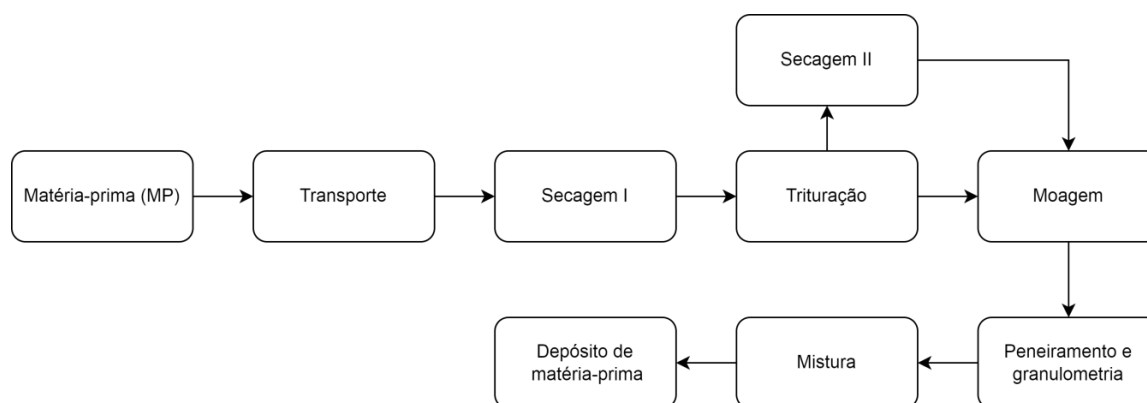 Matéria-prima (MP)
Transporte
Secagem I
Trituração
Secagem II
Moagem
Peneiramento e
granulometria
Mistura
Depósito de
matéria-prima